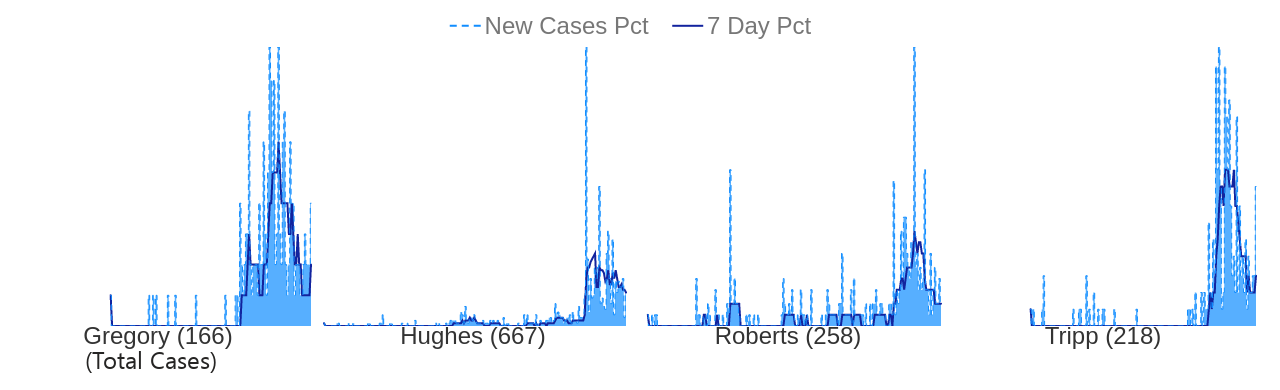 New Cases Pct 7 Day Pct
Gregory (166) Hughes (667) Roberts (258) Tripp (218)
(Total Cases)